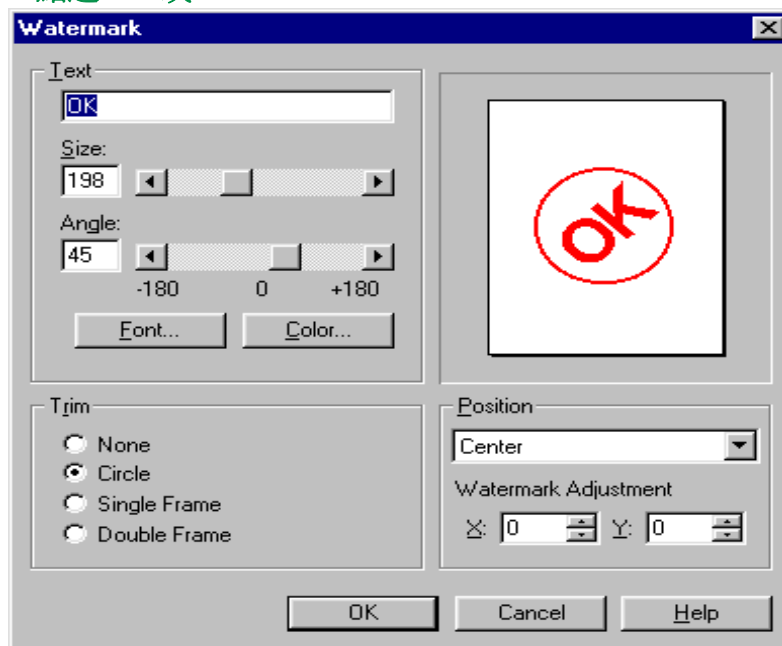 Watermark
Text
OK
Size:
198
Angle:
45
-180 0 +180
Font... Color...
OK
Trim
None
Circle
Single Frame
Double Frame
Position
Center
Watermark Adjustment
X: 0 Y: 0
OK Cancel Help